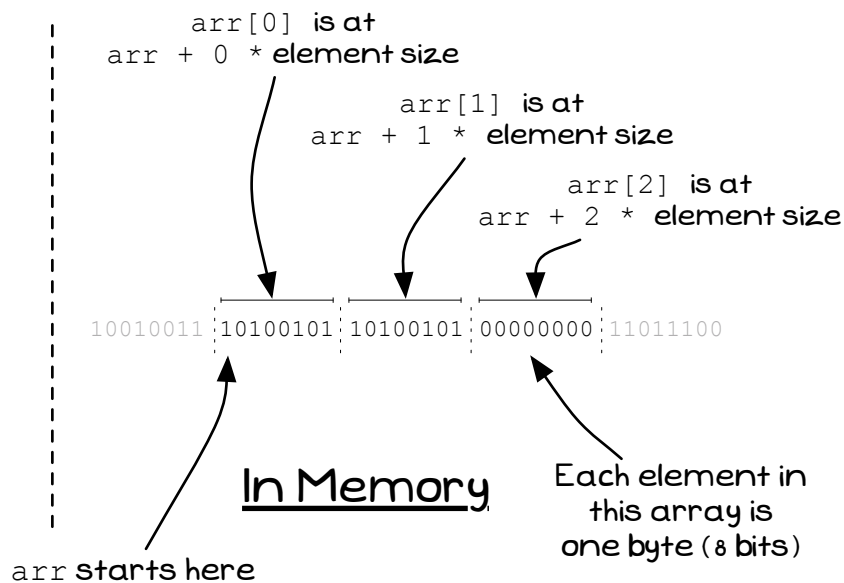 arr[0] is at
arr + 0 * element size
arr[1] is at
arr + 1 * element size
arr[2] is at
arr + 2 * element size
10010011 10100101 10100101 00000000 11011100
In Memory
Each element in
this array is
one byte (8 bits)
arr starts here